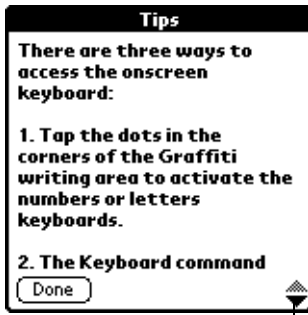 Tips
There are three ways to
access the onscreen
keyboard:
1. Tap the dots in the
corners of the Graffiti
writing area to activate the
numbers or letters
keyboards.
2. The Keyboard command
Done